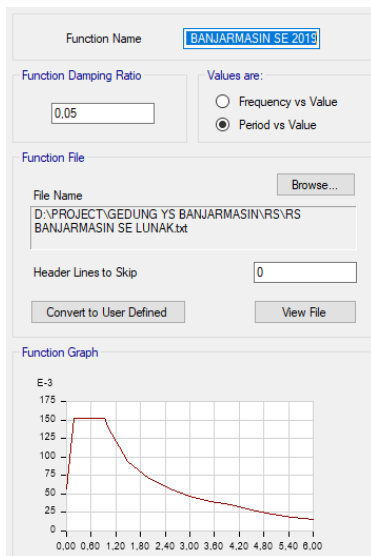 Function Name
BANJARMASIN SE 2019
Function Damping Ratio
0,05
Values are:
Frequency vs Value
Period vs Value
Function File
Browse...
File Name
D:\PROJECT\GEDUNG YS BANJARMASIN\RS\RS
BANJARMASIN SE LUNAK.txt
Header Lines to Skip
0
Convert to User Defined
View File
Function Graph
E-3
175
150
125
100
75
50
25
0
0,00 0,60 1,20 1,80 2,40 3,00 3,60 4,20 4,80 5,40 6,00